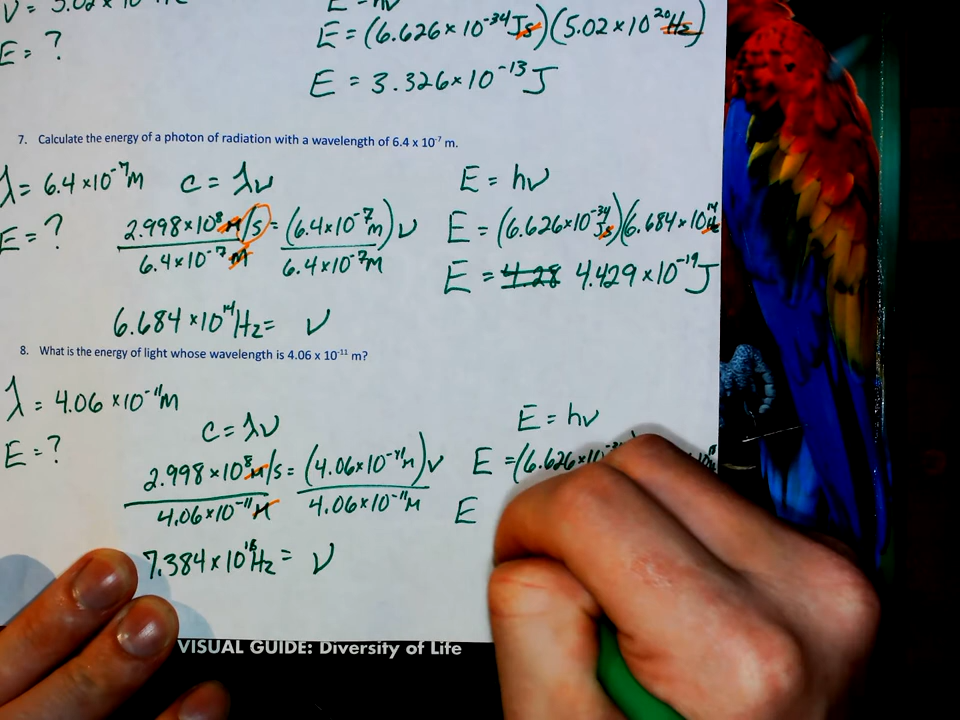 E = (6.626 × 10⁻³⁴ Js)(5.02 × 10²⁰ Hz)
E = ?
E = 3.326 × 10⁻¹³ J
7. Calculate the energy of a photon of radiation with a wavelength of 6.4 x 10⁻⁷ m.
λ = 6.4 × 10⁻⁷ M
c = λν
E = hν
E = ?
2.998 × 10⁸ M/s = (6.4 × 10⁻⁷ M) ν
6.4 × 10⁻⁷ M 6.4 × 10⁻⁷ M
E = (6.626 × 10⁻³⁴ Js)(6.684 × 10¹⁴ Hz
E = 4.28 4.429 × 10⁻¹⁹ J
6.684 × 10¹⁴ Hz = ν
8. What is the energy of light whose wavelength is 4.06 x 10⁻¹¹ m?
λ = 4.06 × 10⁻¹¹ M
c = λν
E = hν
E = ?
2.998 × 10⁸ M/s = (4.06 × 10⁻¹¹ M) ν
4.06 × 10⁻¹¹ M 4.06 × 10⁻¹¹ M
E = (6.626 × 10
E
7.384 × 10¹⁸ Hz = ν
VISUAL GUIDE: Diversity of Life